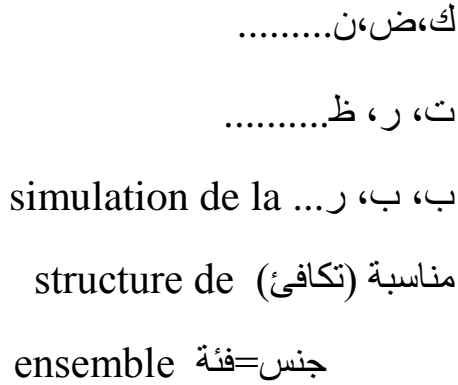 ك،ض،ن.........
ت، ر، ظ..........
ب، ب، ر... simulation de la
مناسبة (تكافئ) structure de
جنس=فئة ensemble